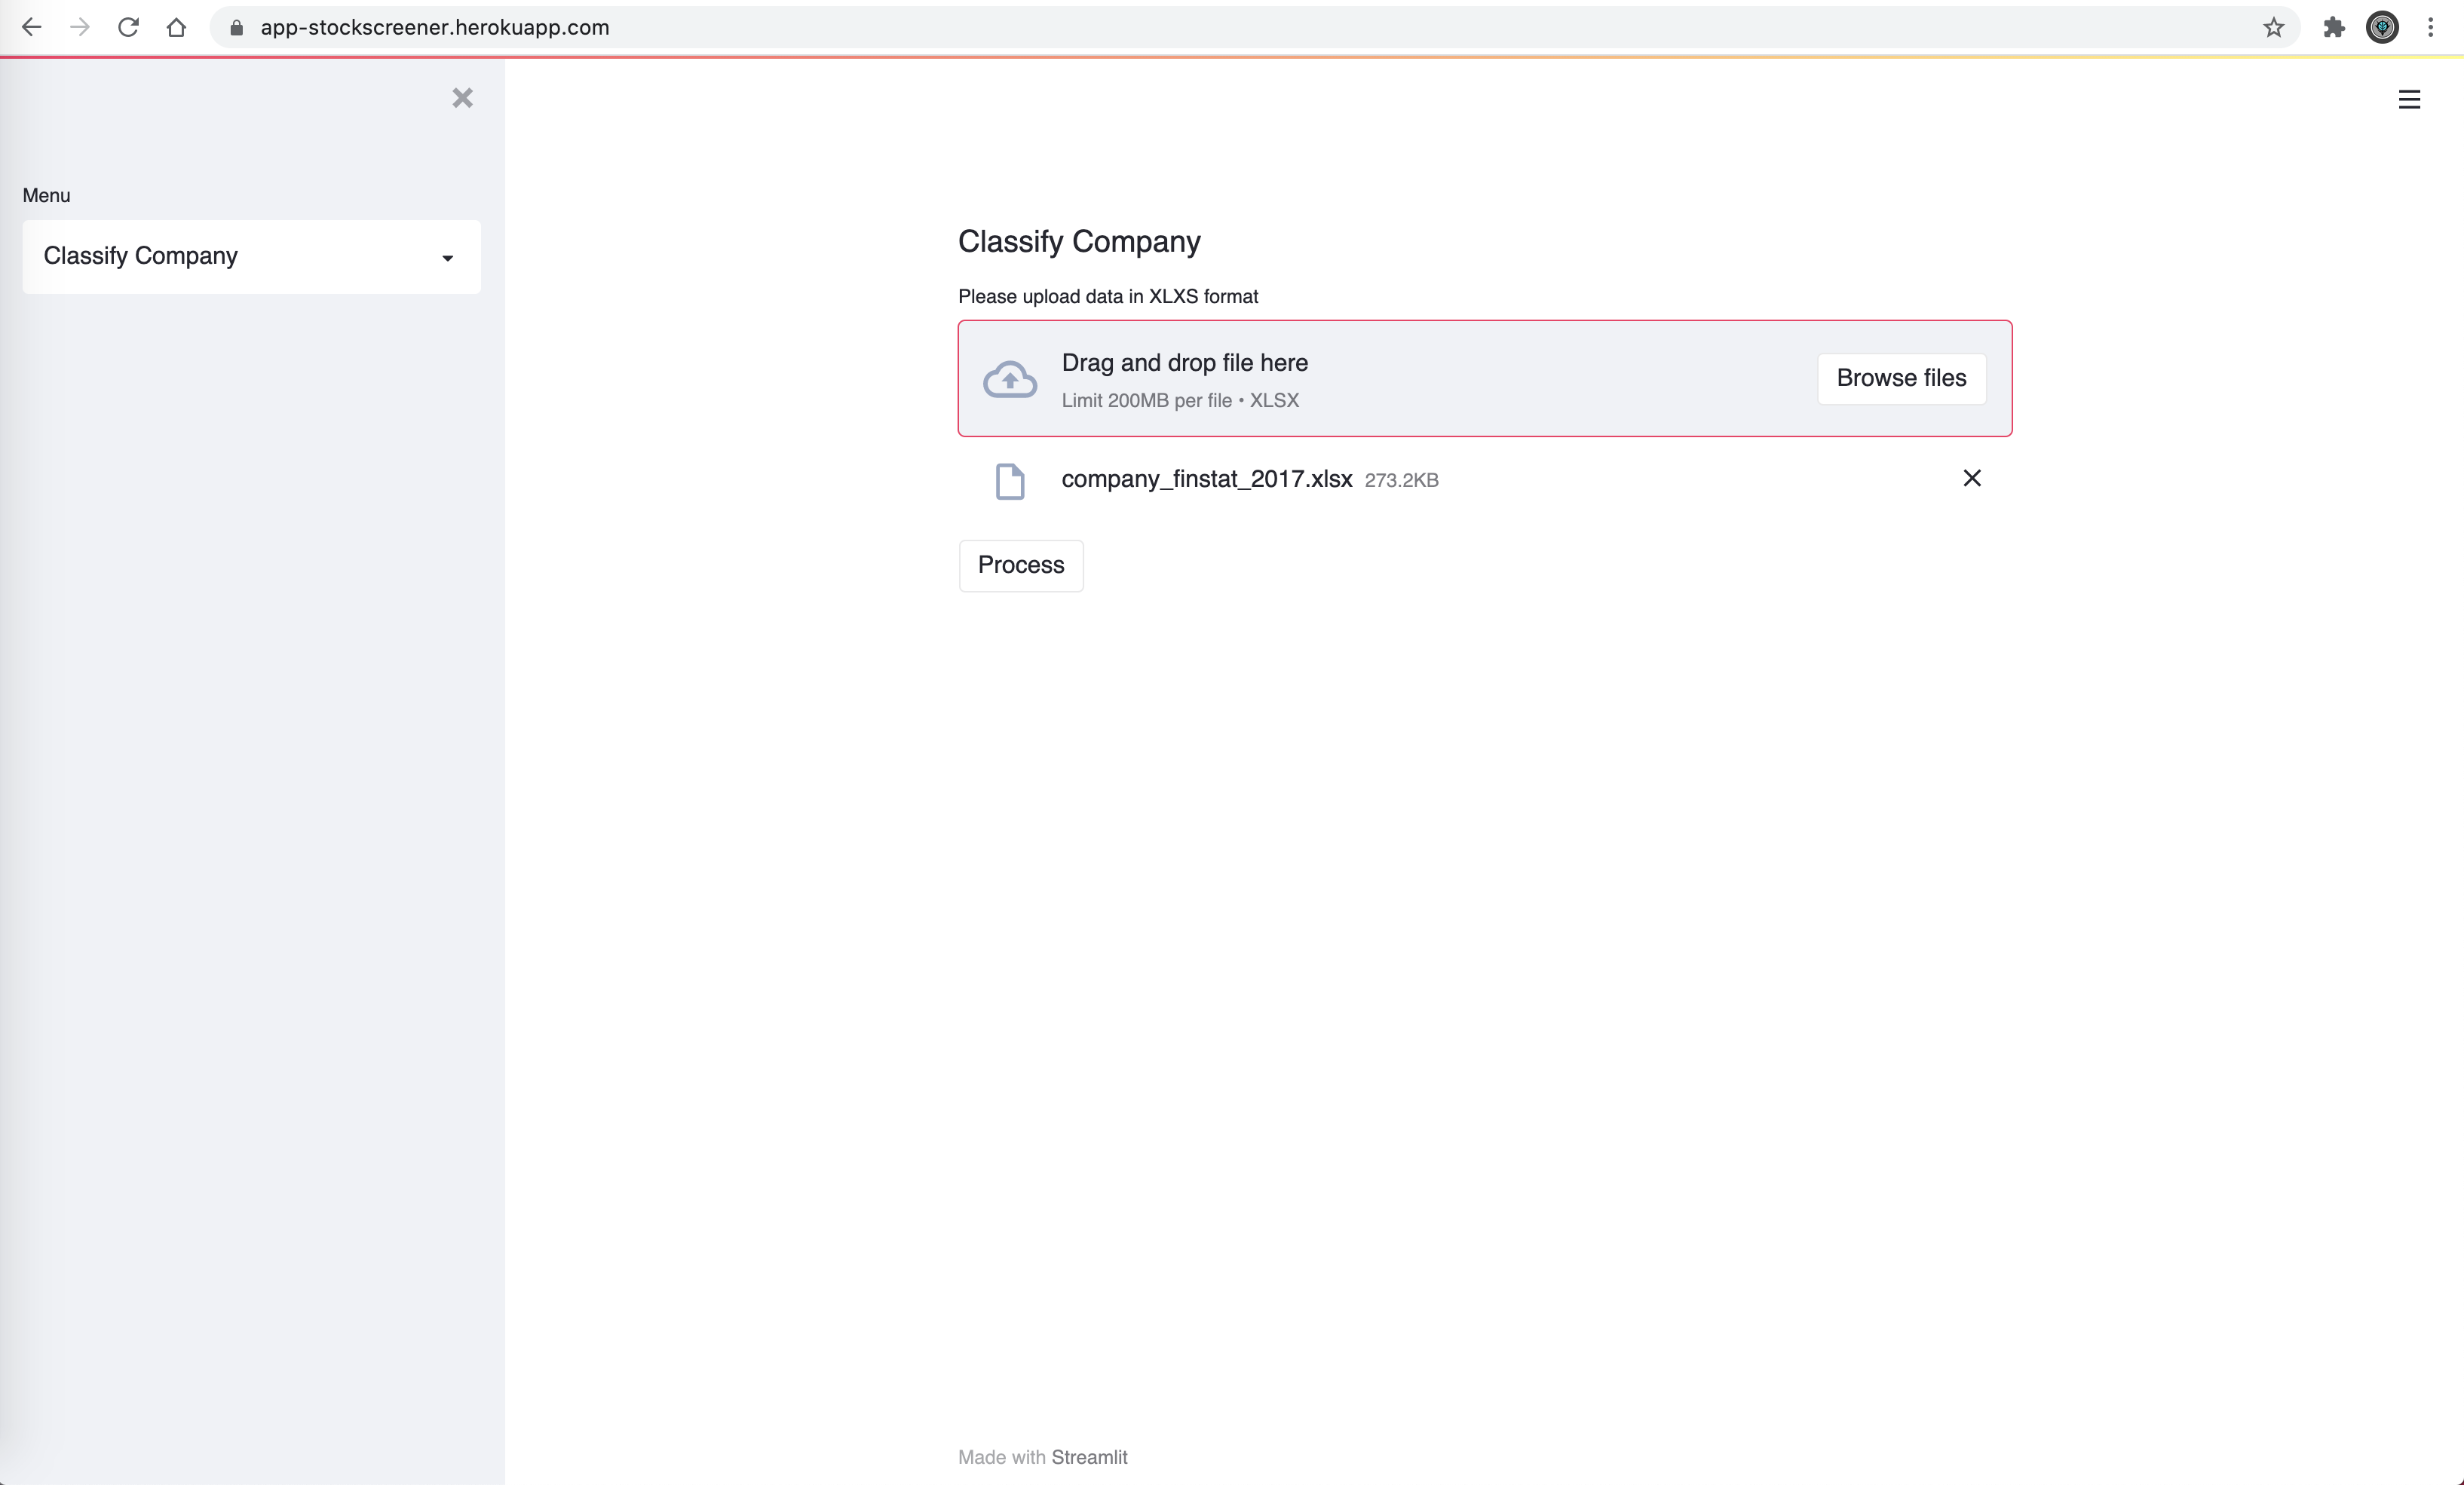 app-stockscreener.herokuapp.com
Menu
Classify Company
Classify Company
Please upload data in XLXS format
Drag and drop file here
Limit 200MB per file • XLSX
Browse files
company_finstat_2017.xlsx 273.2KB
Process
Made with Streamlit